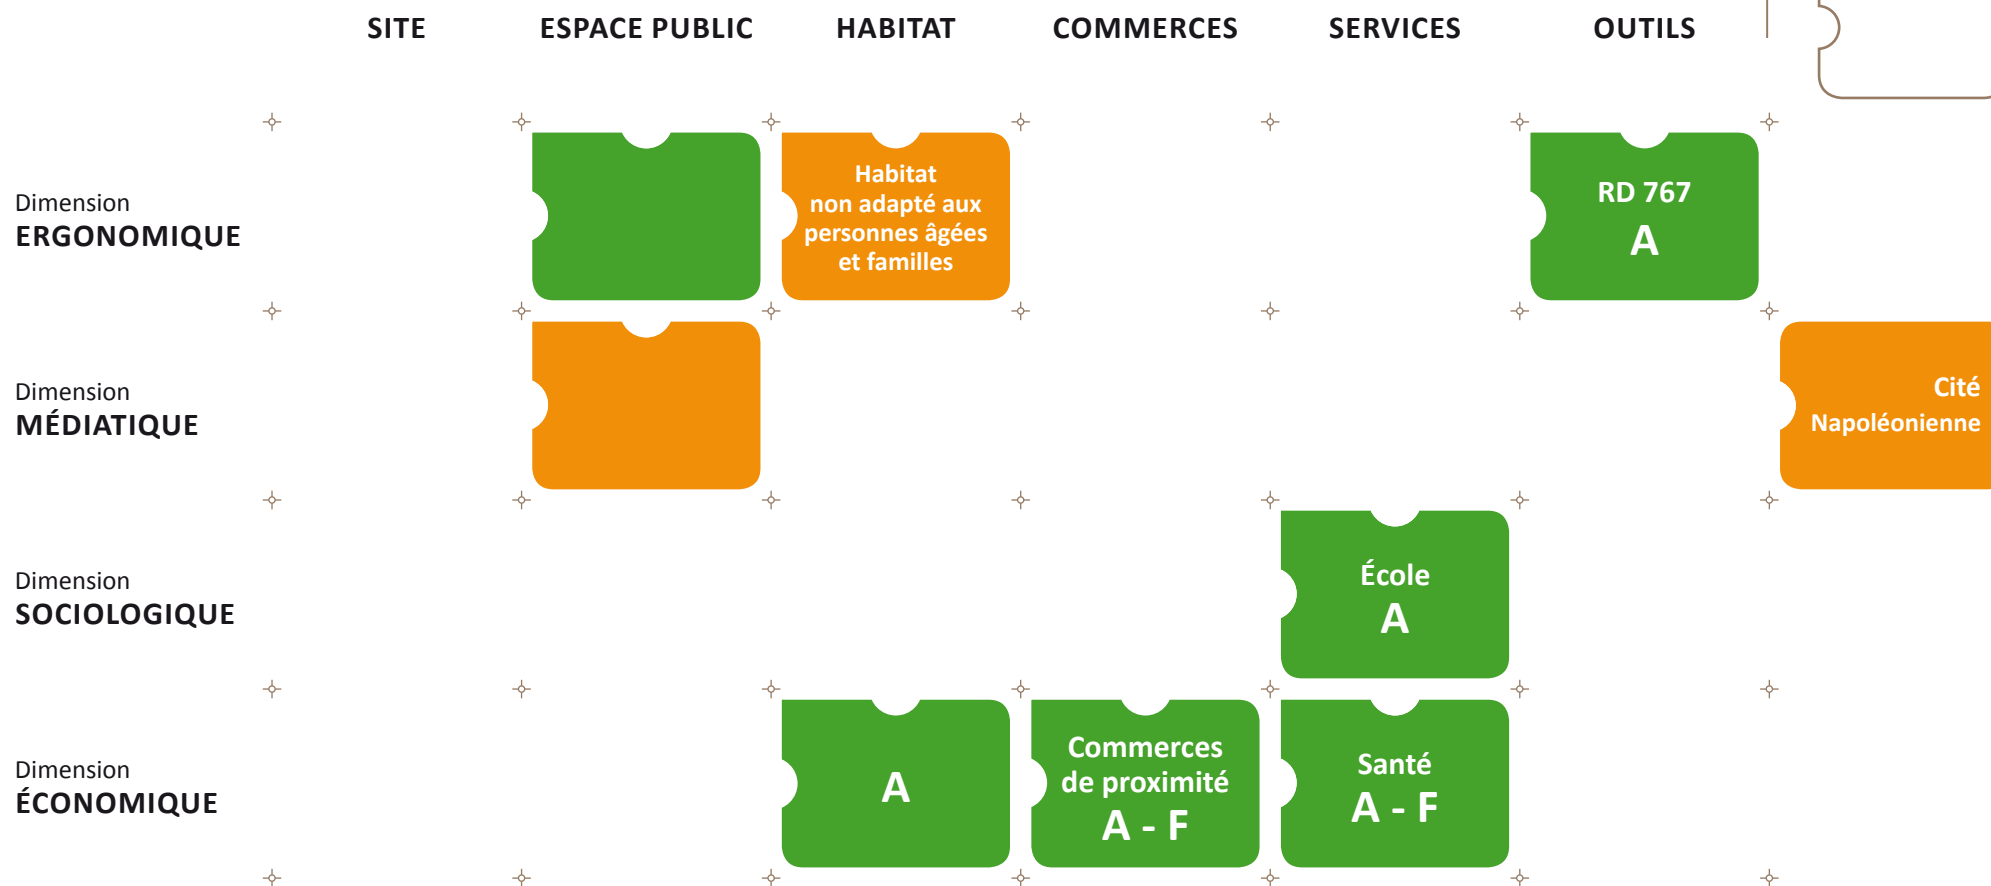 SITE ESPACE PUBLIC HABITAT COMMERCES SERVICES OUTILS
Dimension
ERGONOMIQUE
Habitat
non adapté aux
personnes âgées
et familles
RD 767
A
Dimension
MÉDIATIQUE
Cité
Napoléonienne
Dimension
SOCIOLOGIQUE
École
A
Dimension
ÉCONOMIQUE
A
Commerces
de proximité
A - F
Santé
A - F